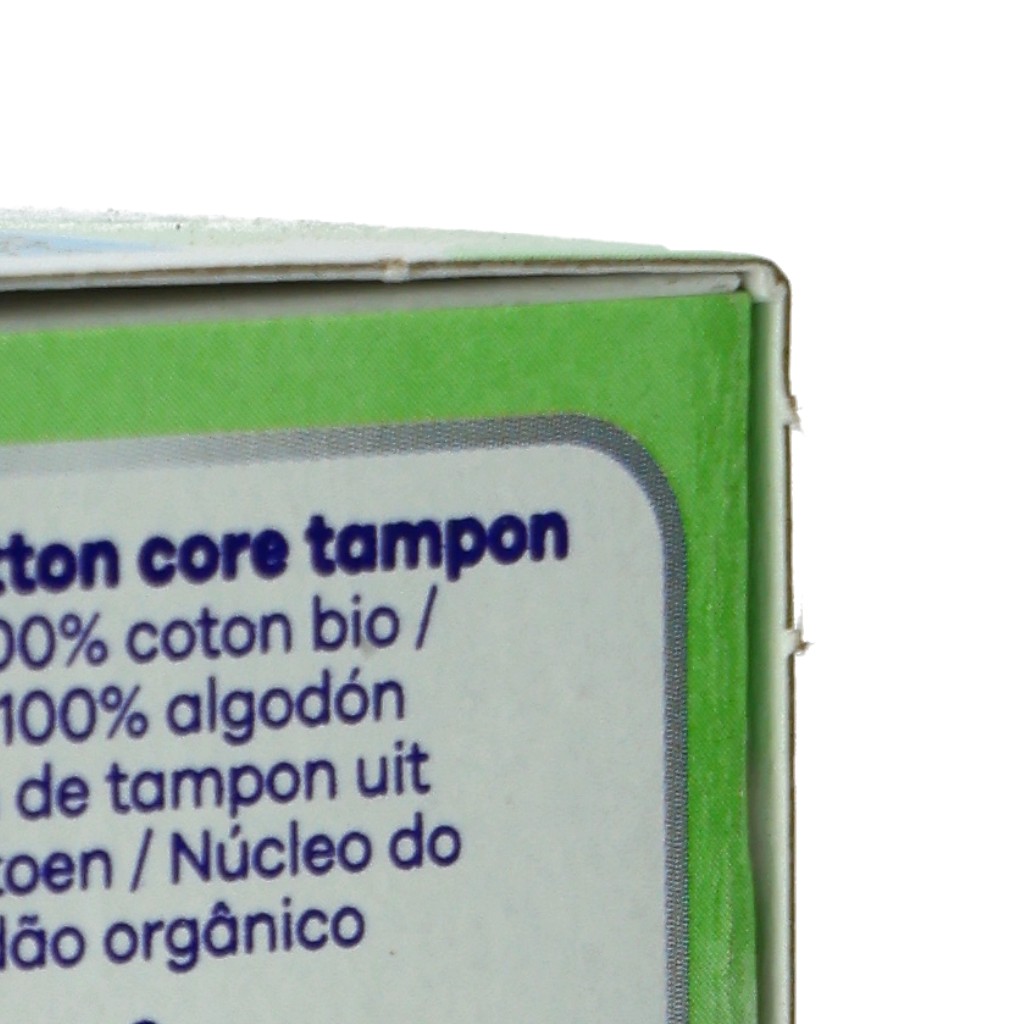 tton core tampon
00% coton bio /
100% algodón
de tampon uit
toen / Núcleo do
dão orgânico